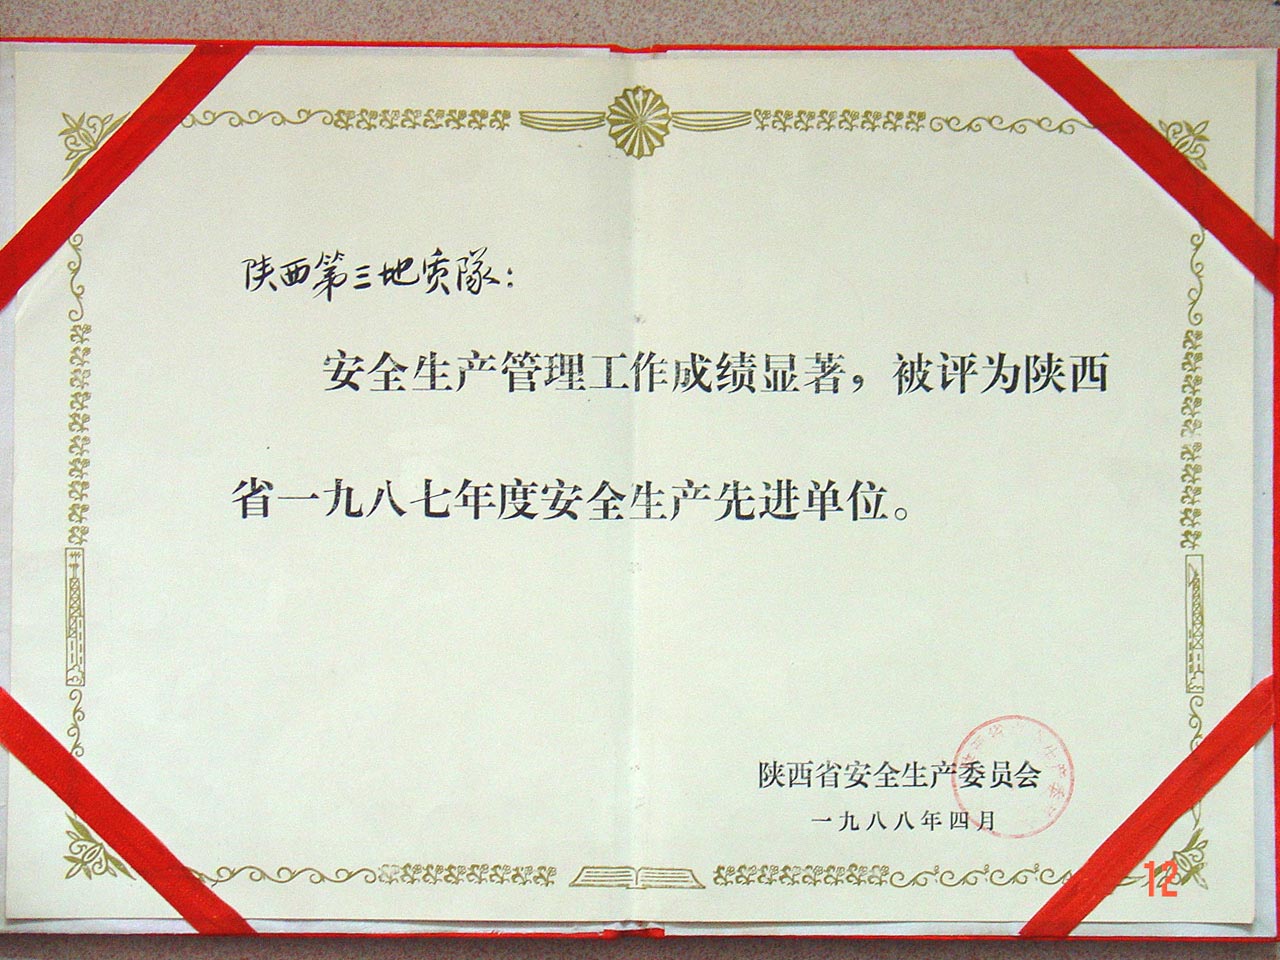 陕西第三地质隊：
安全生产管理工作成绩显著，被评为陕西
省一九八七年度安全生产先进单位。
陕西省安全生产委员会
一九八八年四月
12